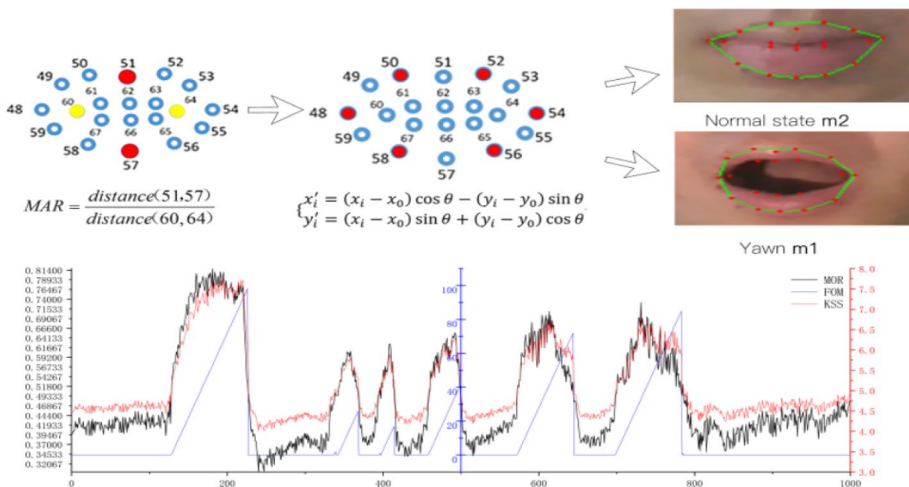 50 51 52
49 53
61 62 63
48 60 64 54
59 67 66 65 55
58 56
57
50 51 52
49 53
61 62 63
48 60 64 54
59 67 66 65 55
58 56
57
Normal state m2
MAR = distance(51,57) / distance(60, 64)
{x′ᵢ = (xᵢ − x₀) cos θ − (yᵢ − y₀) sin θ
y′ᵢ = (xᵢ − x₀) sin θ + (yᵢ − y₀) cos θ
Yawn m1
0.81400
0.78933
0.76467
0.74000
0.71533
0.69067
0.66600
0.64133
0.61667
0.59200
0.56733
0.54267
0.51800
0.49333
0.46867
0.44400
0.41933
0.39467
0.37000
0.34533
0.32067
100
80
60
40
20
0
MOR
FOM
KSS
8.0
7.5
7.0
6.5
6.0
5.5
5.0
4.5
4.0
3.5
3.0
0 200 400 600 800 1000